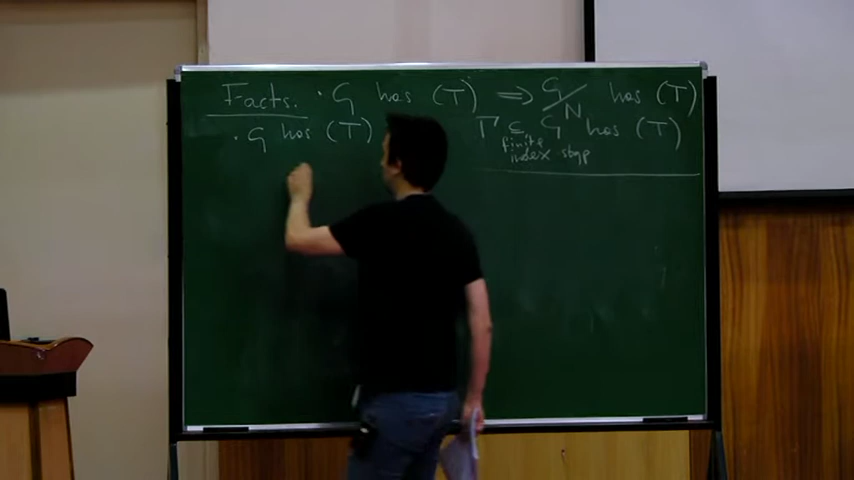 Facts. · G has (T) ⟹ G/N has (T)
· G has (T) Γ ⊆ G has (T)
finite
index sbgp